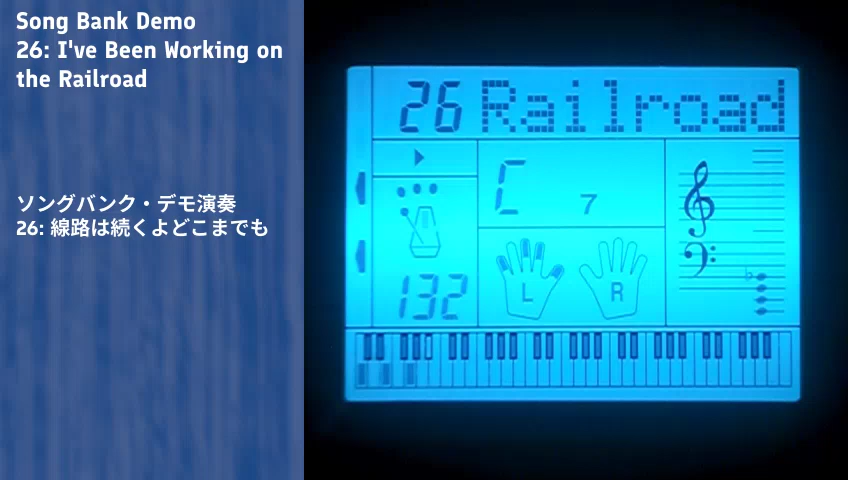 Song Bank Demo
26: I've Been Working on
the Railroad
ソングバンク・デモ演奏
26: 線路は続くよどこまでも
26 Railroad
C 7
L R
132